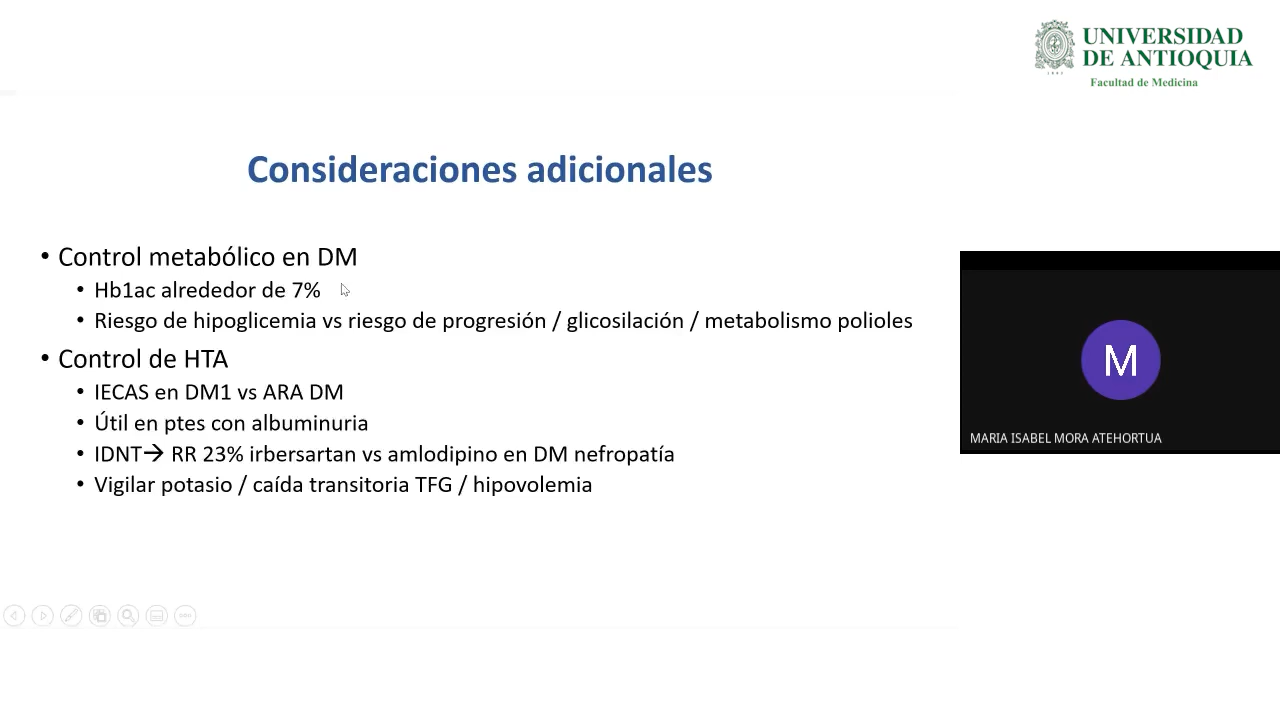 UNIVERSIDAD
DE ANTIOQUIA
1803
Facultad de Medicina
Consideraciones adicionales
• Control metabólico en DM
• Hb1ac alrededor de 7%
• Riesgo de hipoglicemia vs riesgo de progresión / glicosilación / metabolismo polioles
• Control de HTA
• IECAS en DM1 vs ARA DM
• Útil en ptes con albuminuria
• IDNT→ RR 23% irbersartan vs amlodipino en DM nefropatía
• Vigilar potasio / caída transitoria TFG / hipovolemia
M
MARIA ISABEL MORA ATEHORTUA